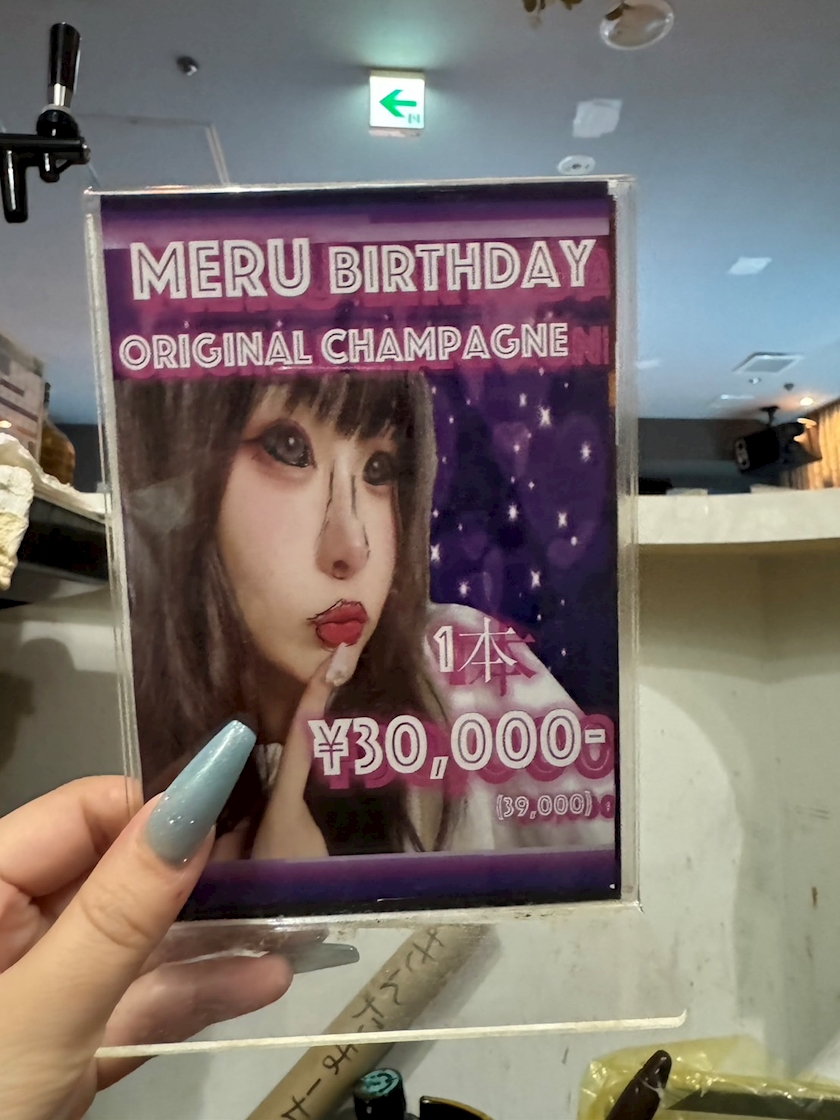 MERU BIRTHDAY
ORIGINAL CHAMPAGNE
1本
¥30,000-
(39,000)